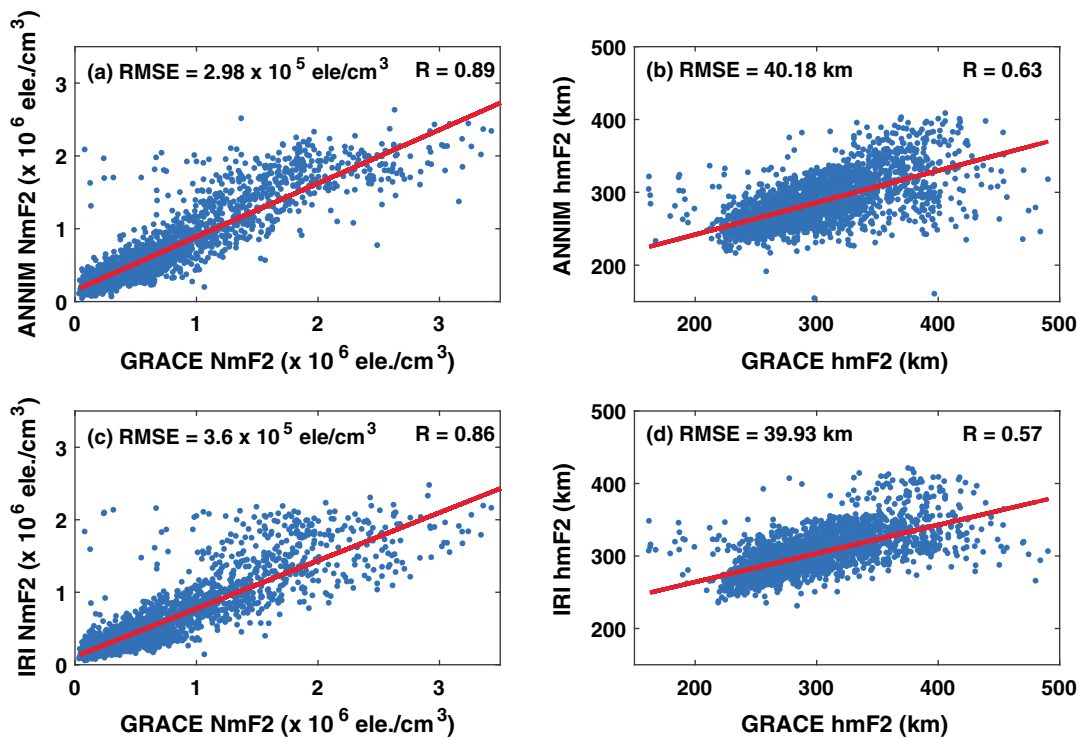 (a) RMSE = 2.98 x 10^5 ele/cm^3 R = 0.89
ANNIM NmF2 (x 10^6 ele./cm^3)
3
2
1
0
0 1 2 3
GRACE NmF2 (x 10^6 ele./cm^3)
(b) RMSE = 40.18 km R = 0.63
ANNIM hmF2 (km)
500
400
300
200
200 300 400 500
GRACE hmF2 (km)
(c) RMSE = 3.6 x 10^5 ele/cm^3 R = 0.86
IRI NmF2 (x 10^6 ele./cm^3)
3
2
1
0
0 1 2 3
GRACE NmF2 (x 10^6 ele./cm^3)
(d) RMSE = 39.93 km R = 0.57
IRI hmF2 (km)
500
400
300
200
200 300 400 500
GRACE hmF2 (km)